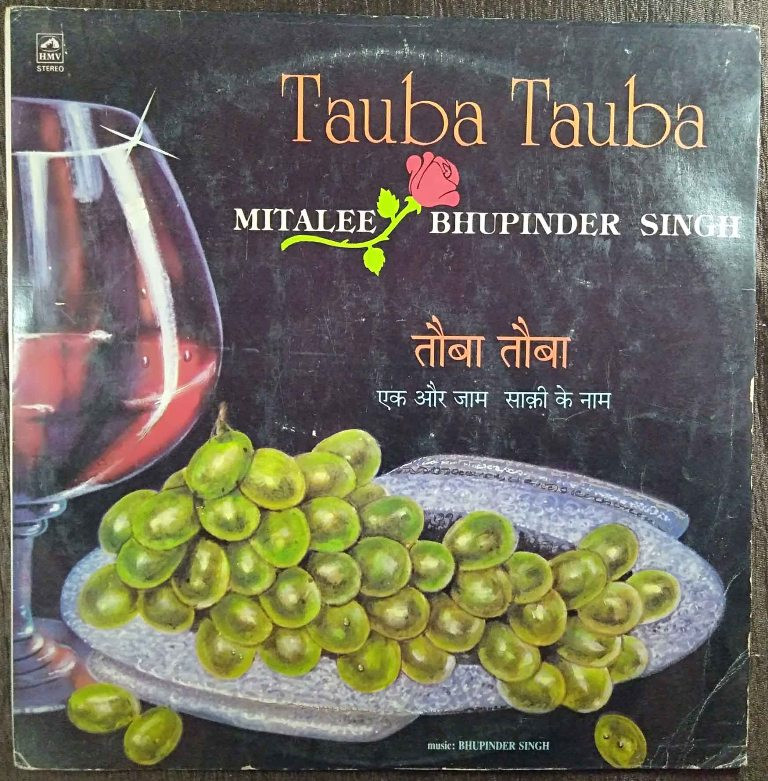 HMV
STEREO
Tauba Tauba
MITALEE BHUPINDER SINGH
तौबा तौबा
एक और जाम साक़ी के नाम
music: BHUPINDER SINGH